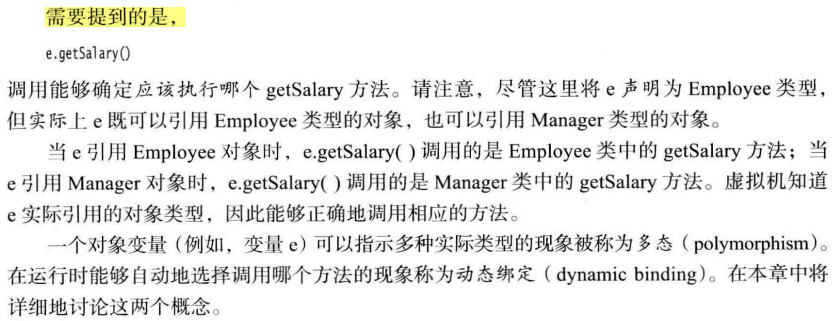 需要提到的是，
e.getSalary()
调用能够确定应该执行哪个 getSalary 方法。请注意，尽管这里将 e 声明为 Employee 类型，
但实际上 e 既可以引用 Employee 类型的对象，也可以引用 Manager 类型的对象。
当 e 引用 Employee 对象时，e.getSalary( ) 调用的是 Employee 类中的 getSalary 方法；当
e 引用 Manager 对象时，e.getSalary( ) 调用的是 Manager 类中的 getSalary 方法。虚拟机知道
e 实际引用的对象类型，因此能够正确地调用相应的方法。
一个对象变量（例如，变量 e）可以指示多种实际类型的现象被称为多态（polymorphism）。
在运行时能够自动地选择调用哪个方法的现象称为动态绑定（dynamic binding）。在本章中将
详细地讨论这两个概念。